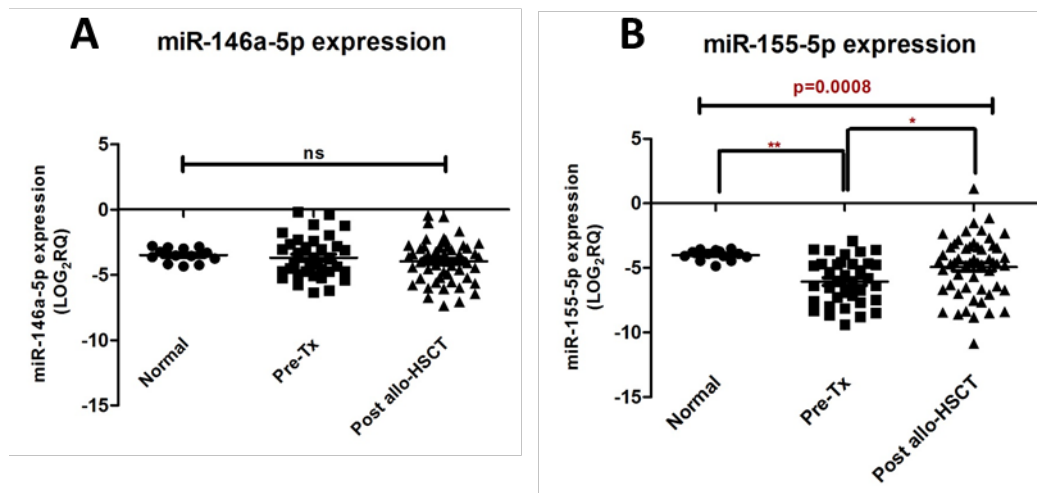 A
miR-146a-5p expression
ns
5
0
-5
-10
-15
miR-146a-5p expression
(LOG₂RQ)
Normal
Pre-Tx
Post allo-HSCT
B
miR-155-5p expression
p=0.0008
**
*
5
0
-5
-10
-15
miR-155-5p expression
(LOG₂RQ)
Normal
Pre-Tx
Post allo-HSCT